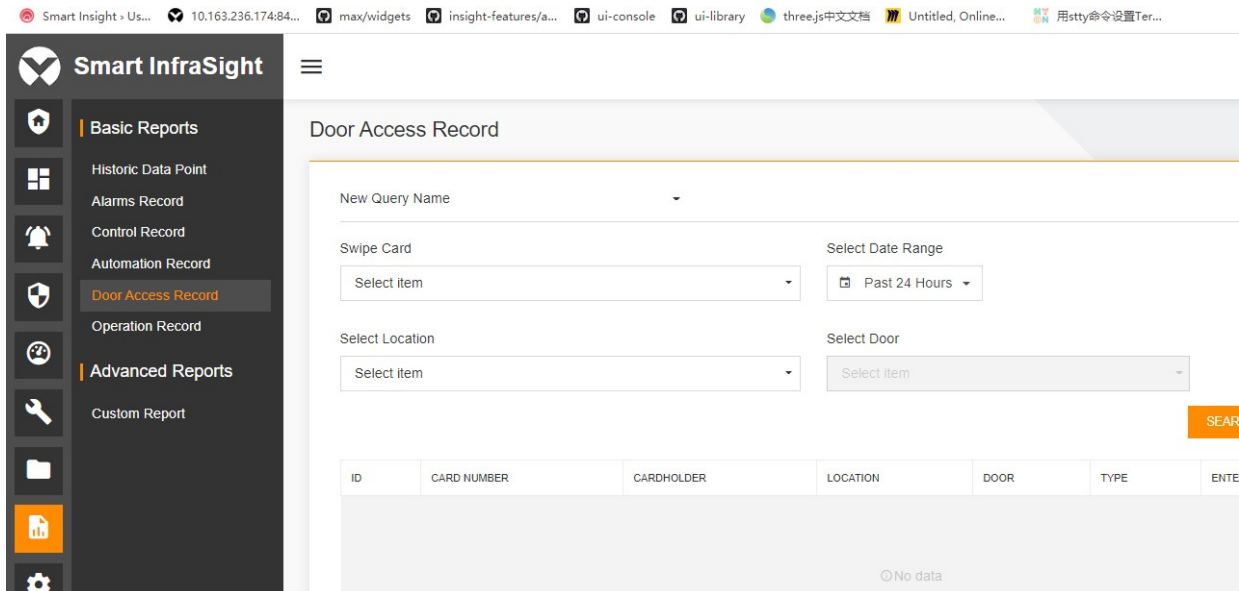 Smart Insight › Us... 10.163.236.174:84... max/widgets insight-features/a... ui-console ui-library three.js中文文档 Untitled, Online... 用stty命令设置Ter...
Smart InfraSight
Basic Reports
Historic Data Point
Alarms Record
Control Record
Automation Record
Door Access Record
Operation Record
Advanced Reports
Custom Report
Door Access Record
New Query Name
Swipe Card Select Date Range
Select item Past 24 Hours
Select Location Select Door
Select item Select item
SEAR
ID CARD NUMBER CARDHOLDER LOCATION DOOR TYPE ENTE
No data